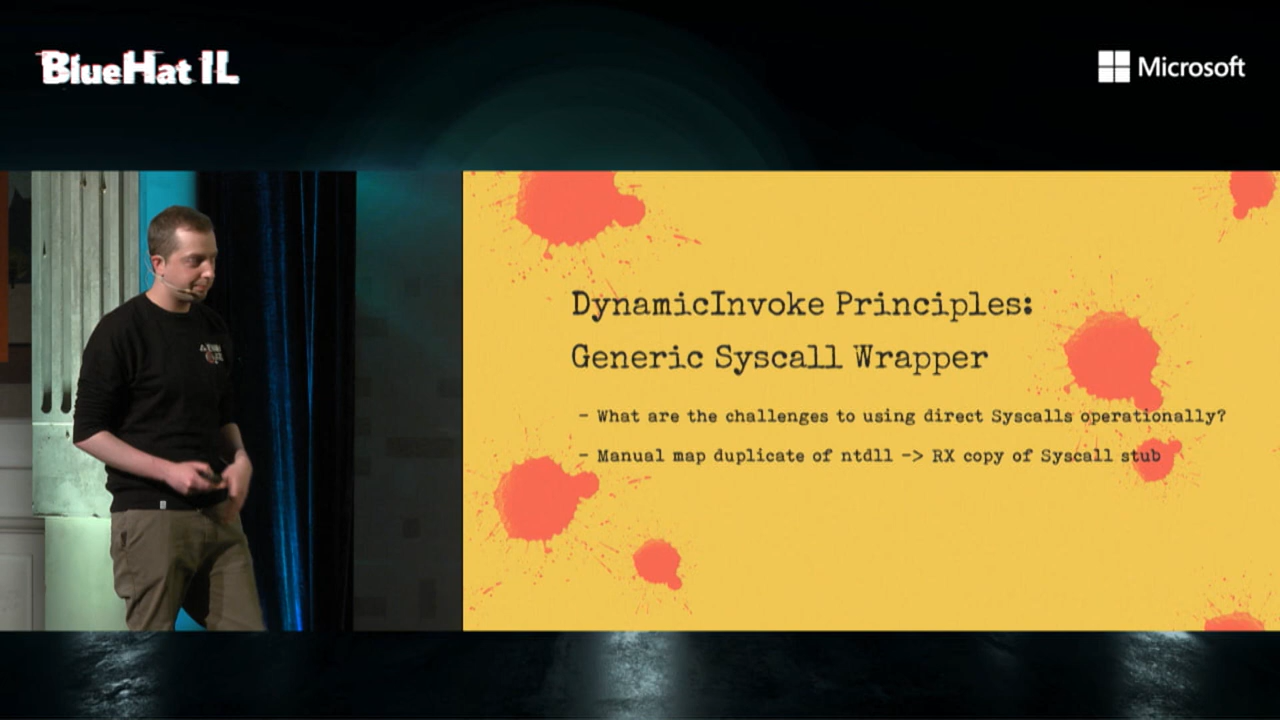 BlueHat IL
Microsoft
DynamicInvoke Principles:
Generic Syscall Wrapper
- What are the challenges to using direct Syscalls operationally?
- Manual map duplicate of ntdll -> RX copy of Syscall stub